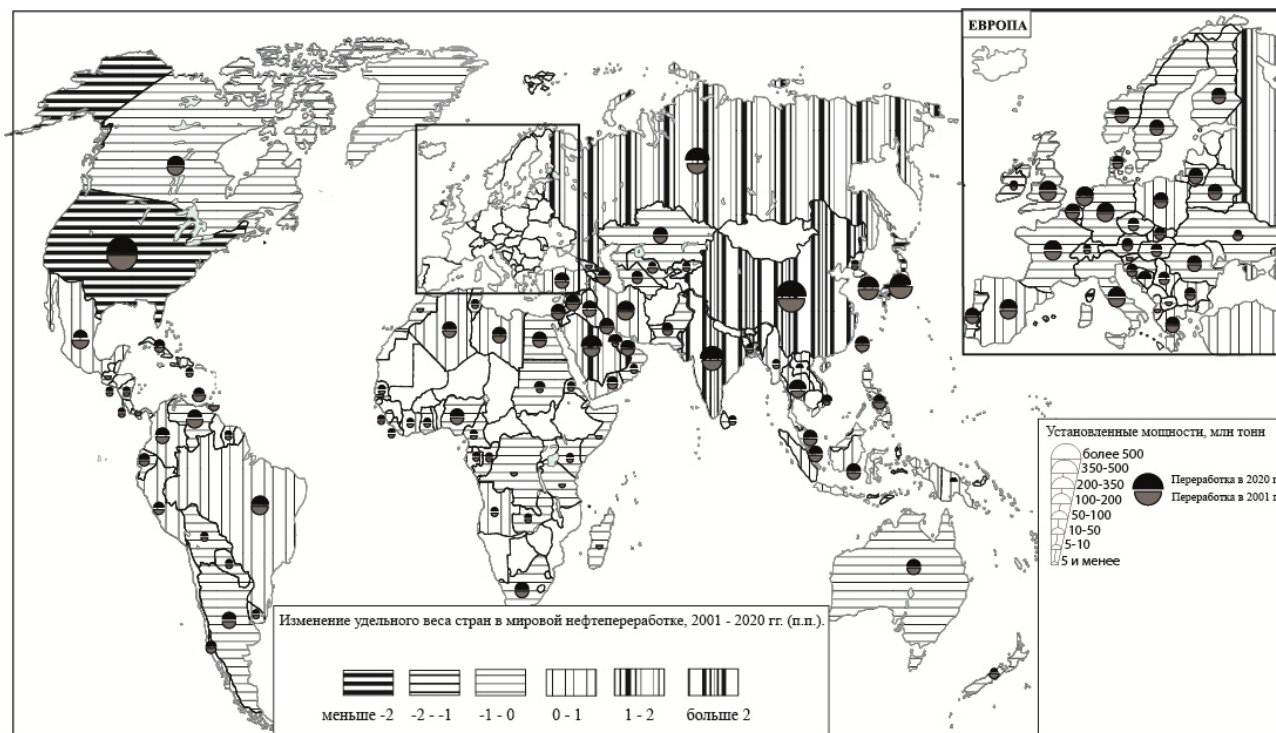 ЕВРОПА
Установленные мощности, млн тонн
более 500
350-500
200-350
100-200
50-100
10-50
5-10
5 и менее
Переработка в 2020 г
Переработка в 2001 г
Изменение удельного веса стран в мировой нефтепереработке, 2001 - 2020 гг. (п.п.).
меньше -2
-2 - -1
-1 - 0
0 - 1
1 - 2
больше 2